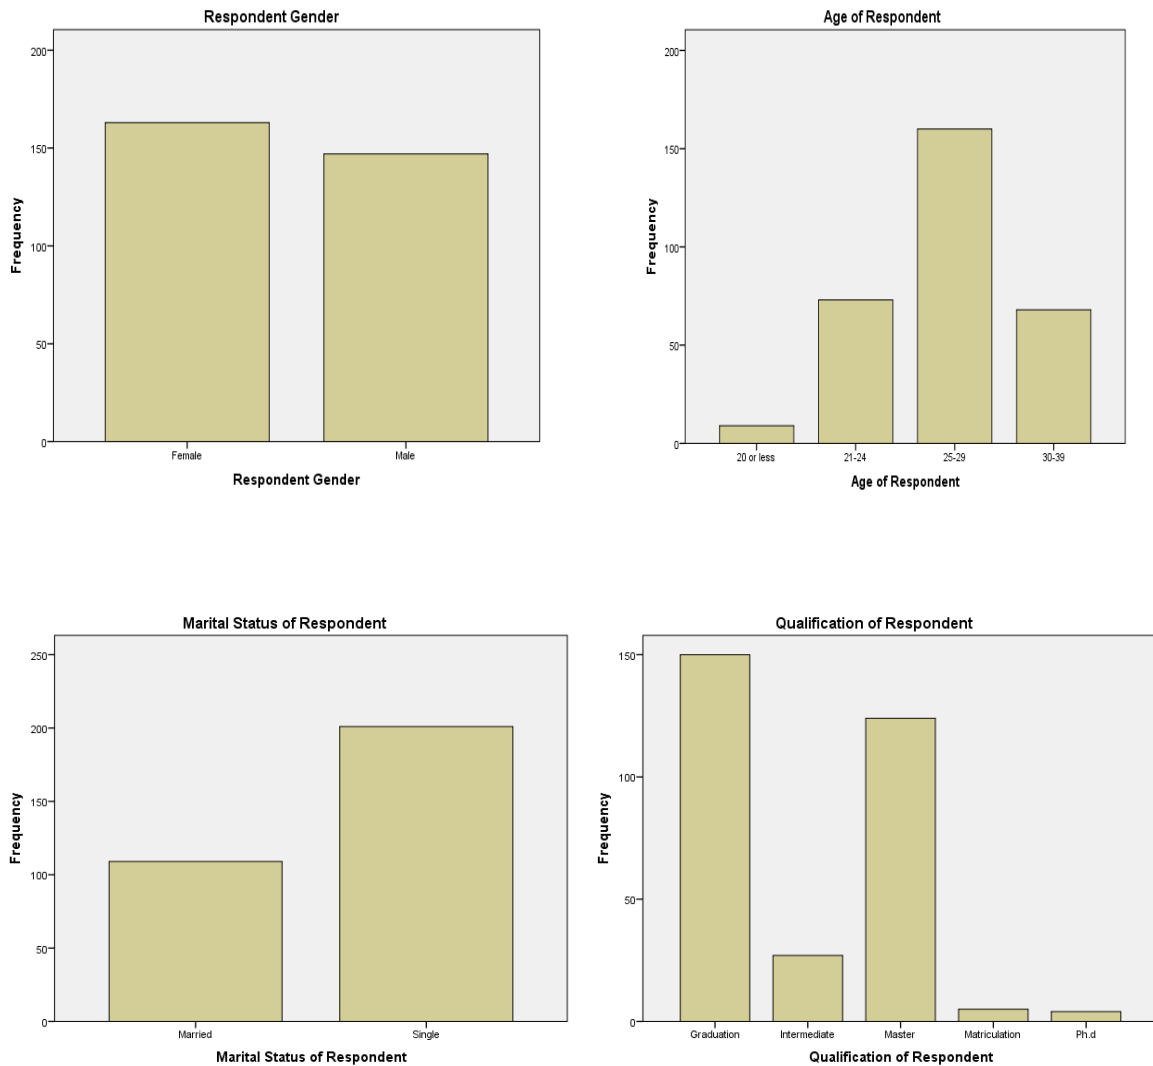 Respondent Gender
200
150
100
50
0
Frequency
Female Male
Respondent Gender
Age of Respondent
200
150
100
50
0
Frequency
20 or less 21-24 25-29 30-39
Age of Respondent
Marital Status of Respondent
250
200
150
100
50
0
Frequency
Married Single
Marital Status of Respondent
Qualification of Respondent
150
100
50
0
Frequency
Graduation Intermediate Master Matriculation Ph.d
Qualification of Respondent